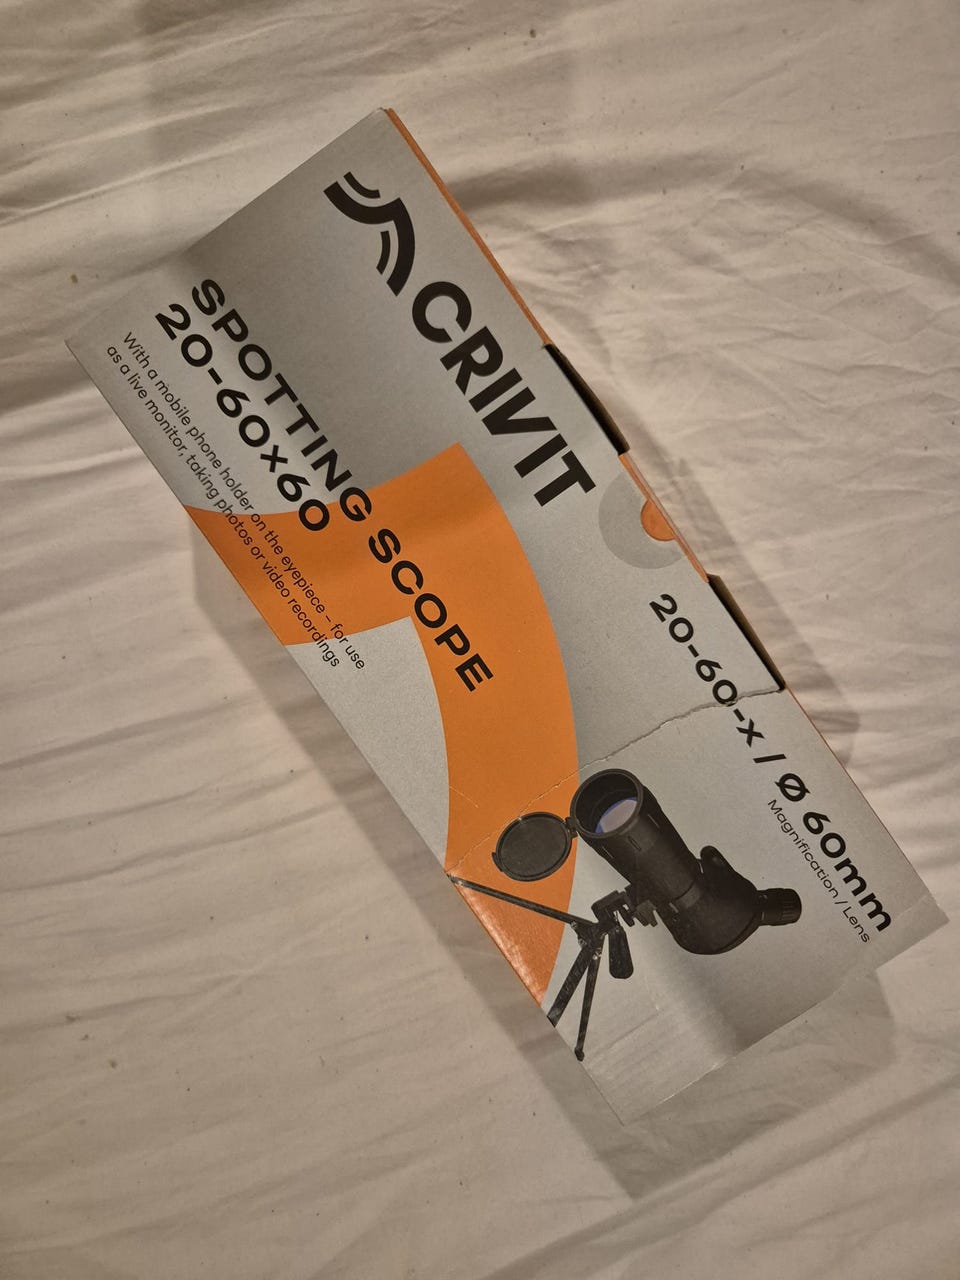 CRIVIT
SPOTTING SCOPE
20-60x60
With a mobile phone holder on the eyepiece – for use
as a live monitor, taking photos or video recordings
20-60-x / Ø 60mm
Magnification / Lens